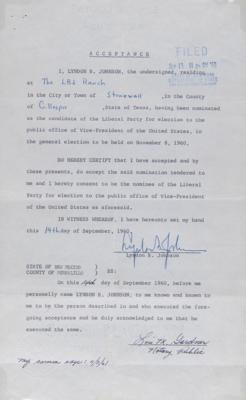 ACCEPTANCE
FILED
I, LYNDON B. JOHNSON, the undersigned, residing
at The LBJ Ranch
in the City or Town of Stonewall, in the County
of Gillespie, State of Texas, having been nominated
as the candidate of the Liberal Party for election to the
public office of Vice-President of the United States, in
the general election to be held on November 8, 1960,
DO HEREBY CERTIFY that I have accepted and by
these presents, do accept the said nomination tendered to
me and I hereby consent to be the nominee of the Liberal
Party for election to the public office of Vice-President
of the United States as aforesaid.
IN WITNESS WHEREOF, I have hereunto set my hand
this 14th day of September, 1960.
Lyndon B. Johnson
Lyndon B. Johnson
STATE OF NEW MEXICO )
COUNTY OF BERNALILLO ) SS:
On this day of September 1960, before me
personally came LYNDON B. JOHNSON, to me known and known to
me to be the person described in and who executed the fore-
going acceptance and he duly acknowledged to me that
he executed the same.
Gardner
Notary Public
My comm. exps: